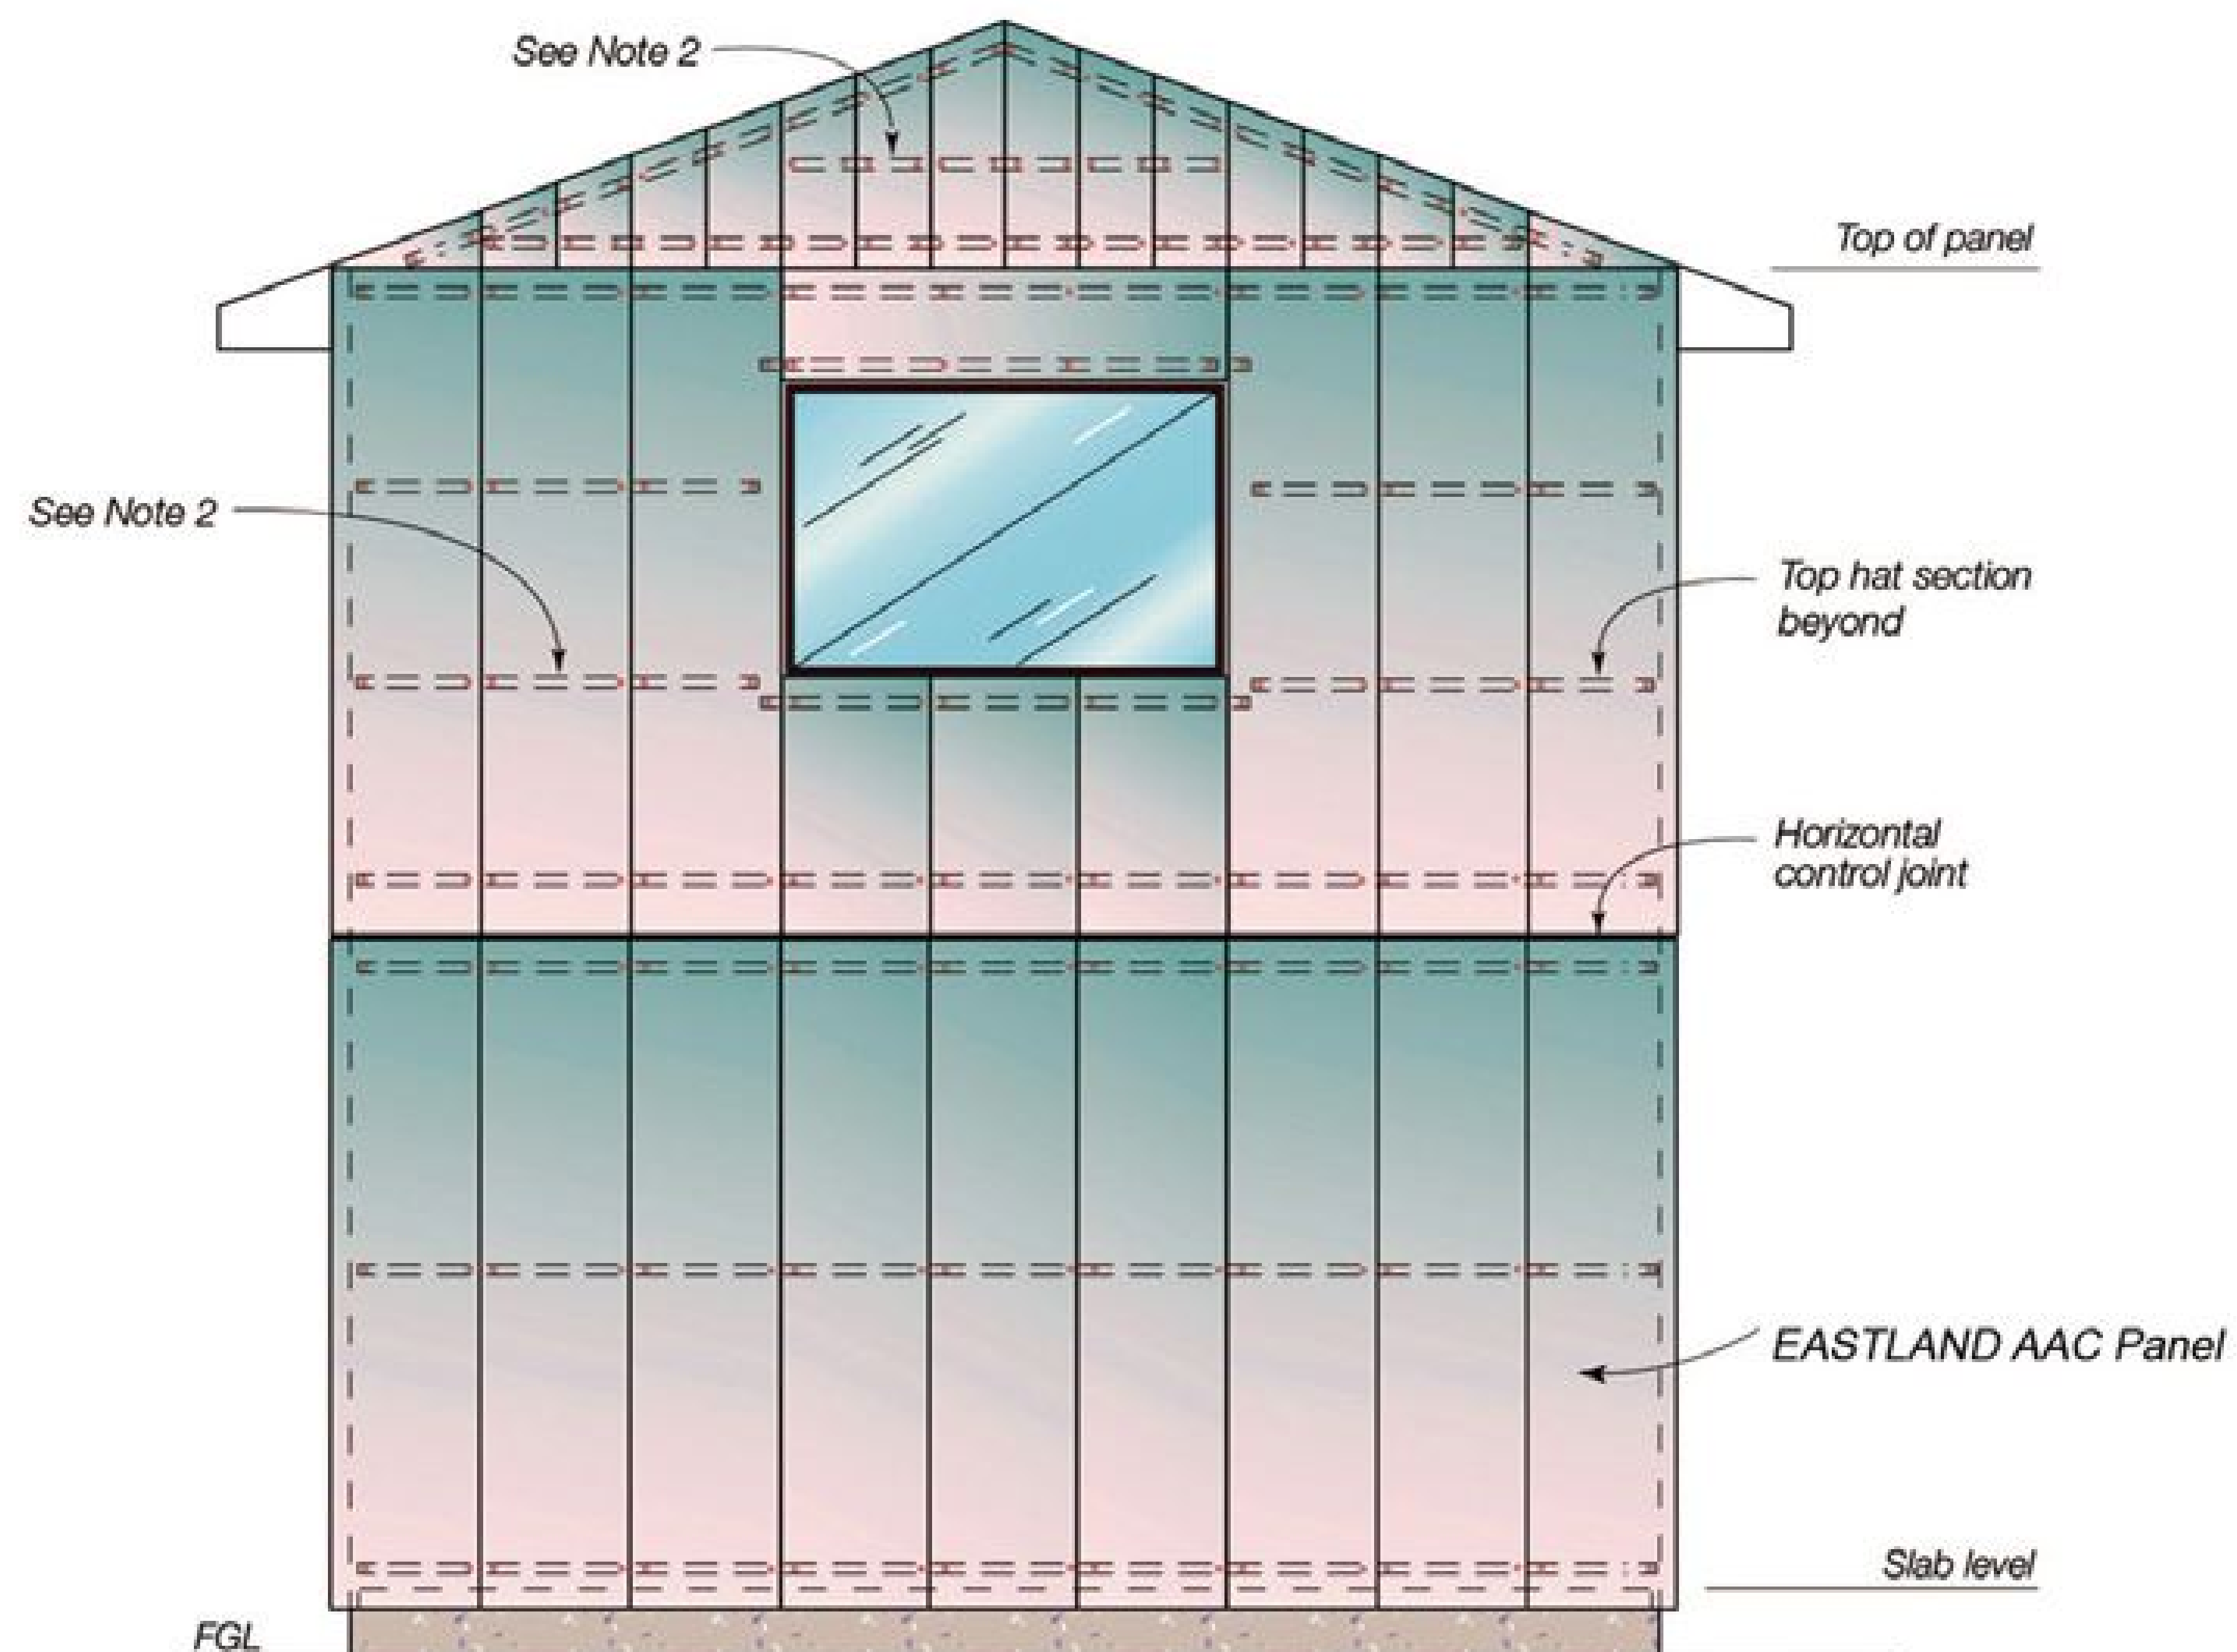 See Note 2
Top of panel
See Note 2
Top hat section
beyond
Horizontal
control joint
EASTLAND AAC Panel
Slab level
FGL